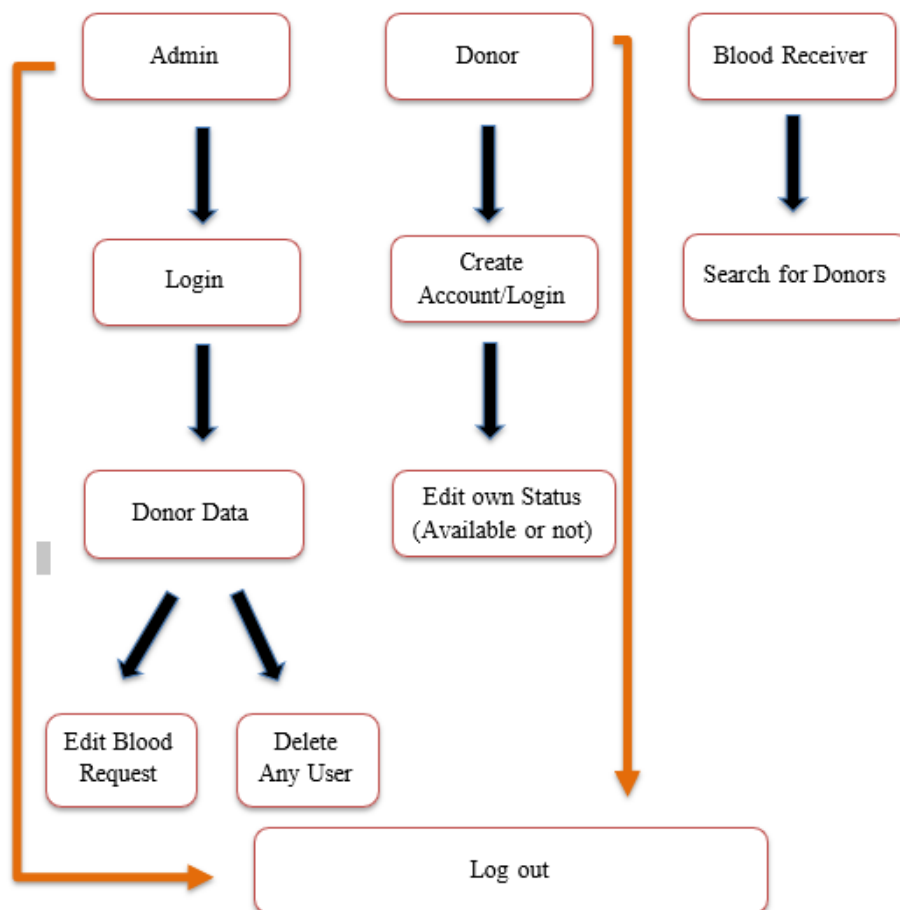 Admin
Donor
Blood Receiver
Login
Create
Account/Login
Search for Donors
Donor Data
Edit own Status
(Available or not)
Edit Blood
Request
Delete
Any User
Log out